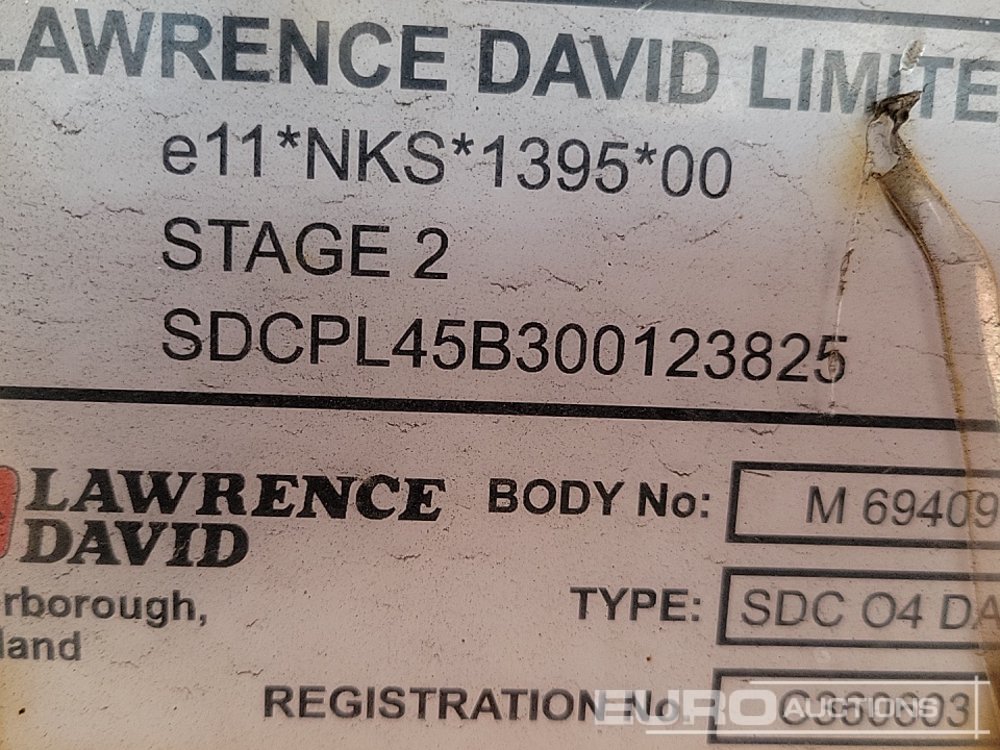 LAWRENCE DAVID LIMITE
e11*NKS*1395*00
STAGE 2
SDCPL45B300123825
LAWRENCE
DAVID
BODY No: M 69409
rborough,
land
TYPE: SDC O4 DA
REGISTRATION No
EURO AUCTIONS